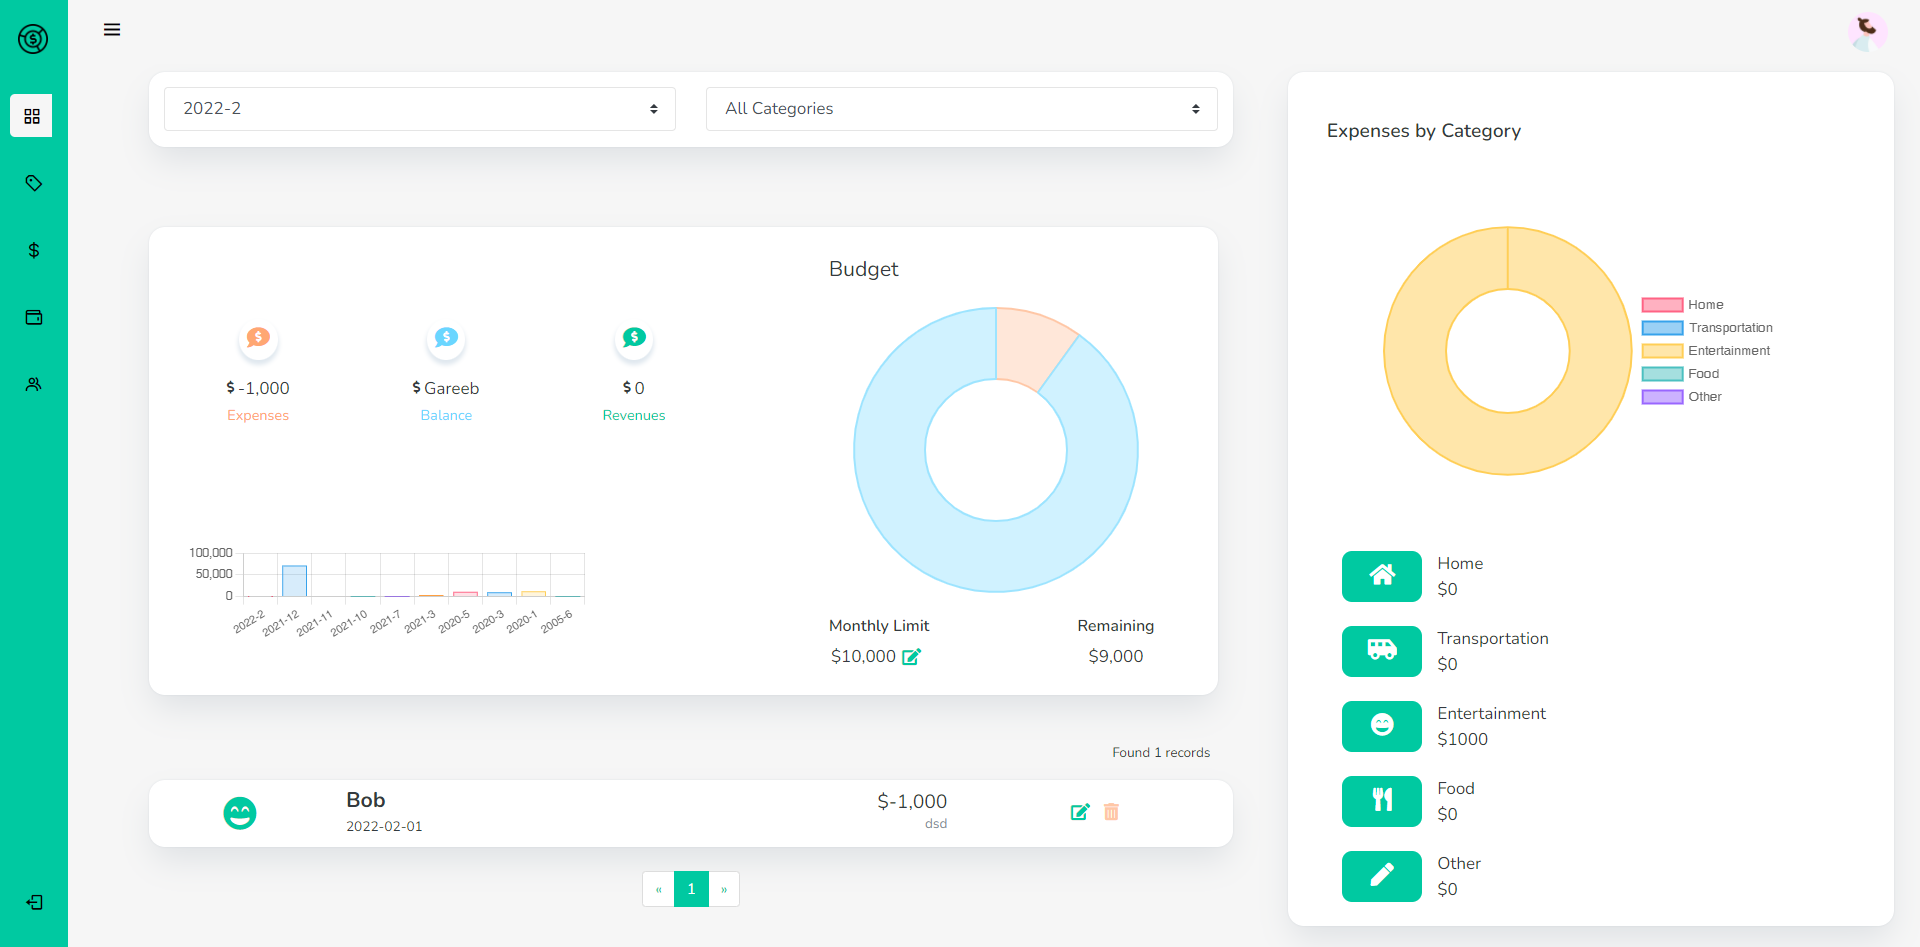 2022-2
All Categories
Budget
$ -1,000
Expenses
$ Gareeb
Balance
$ 0
Revenues
100,000
50,000
0
2022-2
2021-12
2021-11
2021-10
2021-7
2021-3
2020-5
2020-3
2020-1
2005-6
Monthly Limit
$10,000
Remaining
$9,000
Found 1 records
Bob
2022-02-01
$-1,000
dsd
«
1
»
Expenses by Category
Home
Transportation
Entertainment
Food
Other
Home
$0
Transportation
$0
Entertainment
$1000
Food
$0
Other
$0